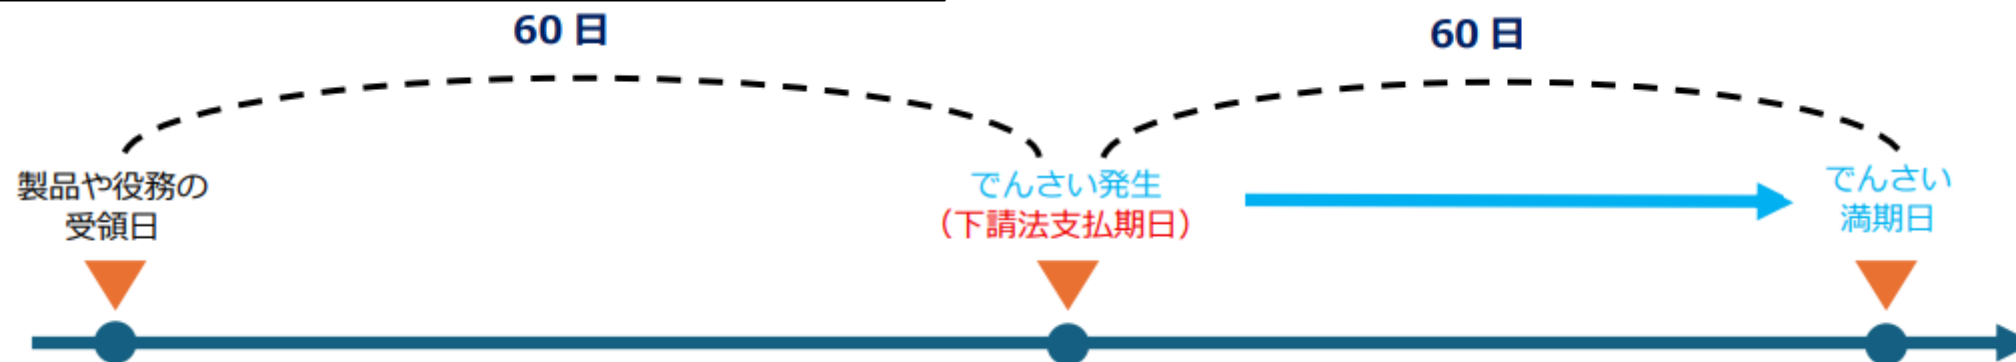 60 日
60 日
製品や役務の
受領日
でんさい発生
（下請法支払期日）
でんさい
満期日